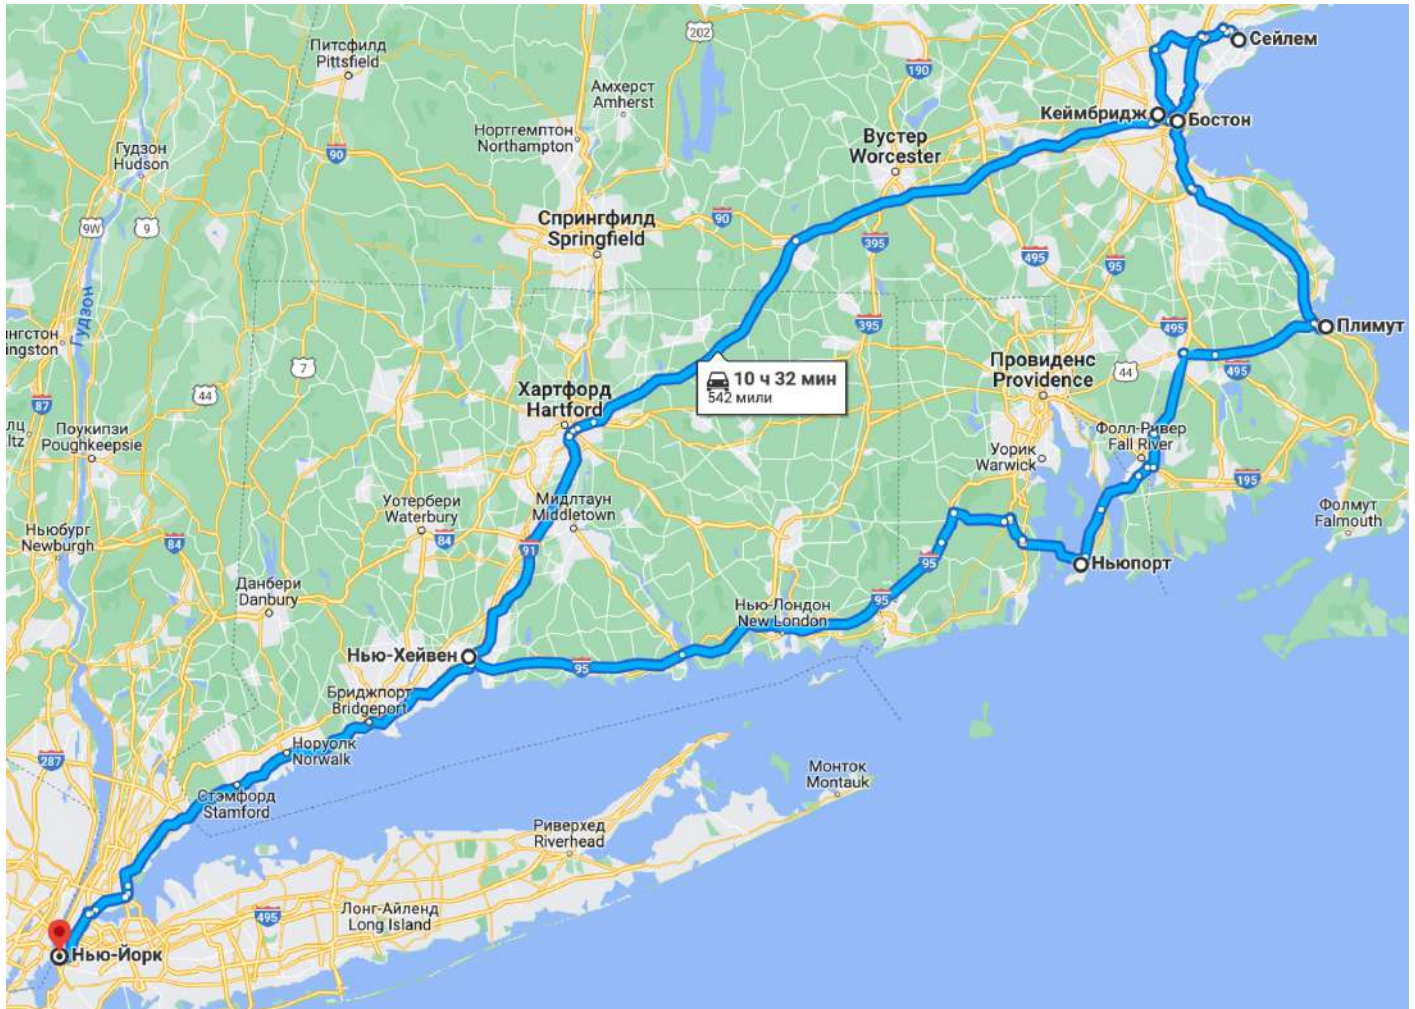 202
Питсфилд
Pittsfield
Сейлем
190
Амхерст
Amherst
Кеймбридж
Бостон
Нортгемптон
Northampton
Вустер
Worcester
Гудзон
Hudson
90
9W
9
Спрингфилд
Springfield
90
395
495
95
Гудзон
нгстон
ingston
395
495
Плимут
7
Провиденс
Providence
44
495
10 ч 32 мин
542 мили
Хартфорд
Hartford
44
87
лц
ltz
Поукипзи
Poughkeepsie
Фолл-Ривер
Fall River
Уорик
Warwick
195
Уотербери
Waterbury
Мидлтаун
Middletown
Фолмут
Falmouth
Ньюбург
Newburgh
84
84
91
95
Ньюпорт
Данбери
Danbury
Нью-Лондон
New London
95
Нью-Хейвен
95
Бриджпорт
Bridgeport
287
Норуолк
Norwalk
Монток
Montauk
Стэмфорд
Stamford
Риверхед
Riverhead
495
Лонг-Айленд
Long Island
Нью-Йорк